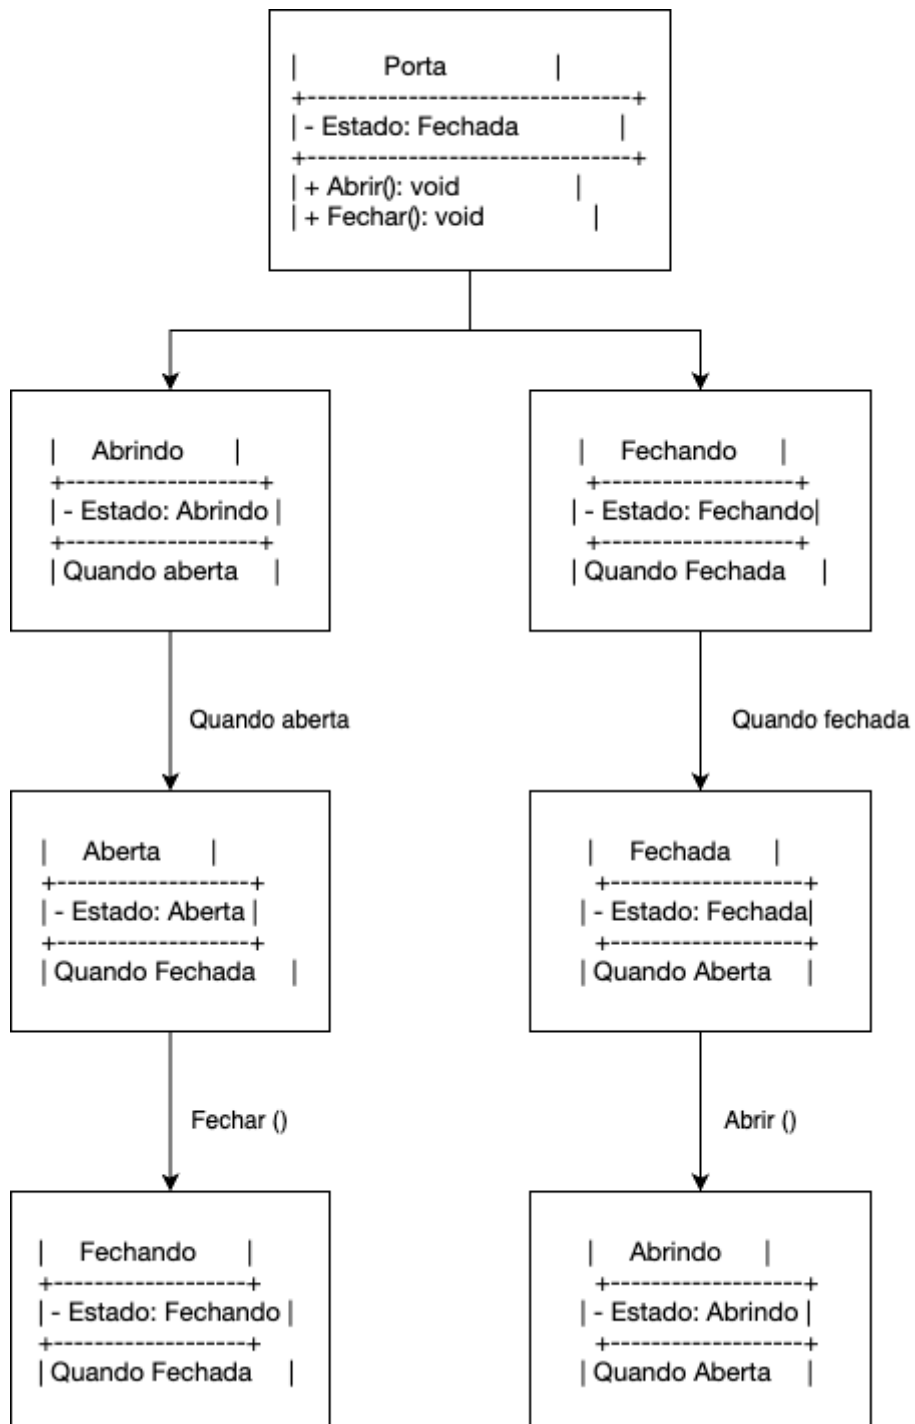 | Porta |
+--------------------------------+
| - Estado: Fechada |
+--------------------------------+
| + Abrir(): void |
| + Fechar(): void |
| Abrindo |
+-------------------+
| - Estado: Abrindo |
+-------------------+
| Quando aberta |
| Fechando |
+-------------------+
| - Estado: Fechando|
+-------------------+
| Quando Fechada |
Quando aberta
Quando fechada
| Aberta |
+-------------------+
| - Estado: Aberta |
+-------------------+
| Quando Fechada |
| Fechada |
+-------------------+
| - Estado: Fechada|
+-------------------+
| Quando Aberta |
Fechar ()
Abrir ()
| Fechando |
+-------------------+
| - Estado: Fechando |
+-------------------+
| Quando Fechada |
| Abrindo |
+-------------------+
| - Estado: Abrindo |
+-------------------+
| Quando Aberta |